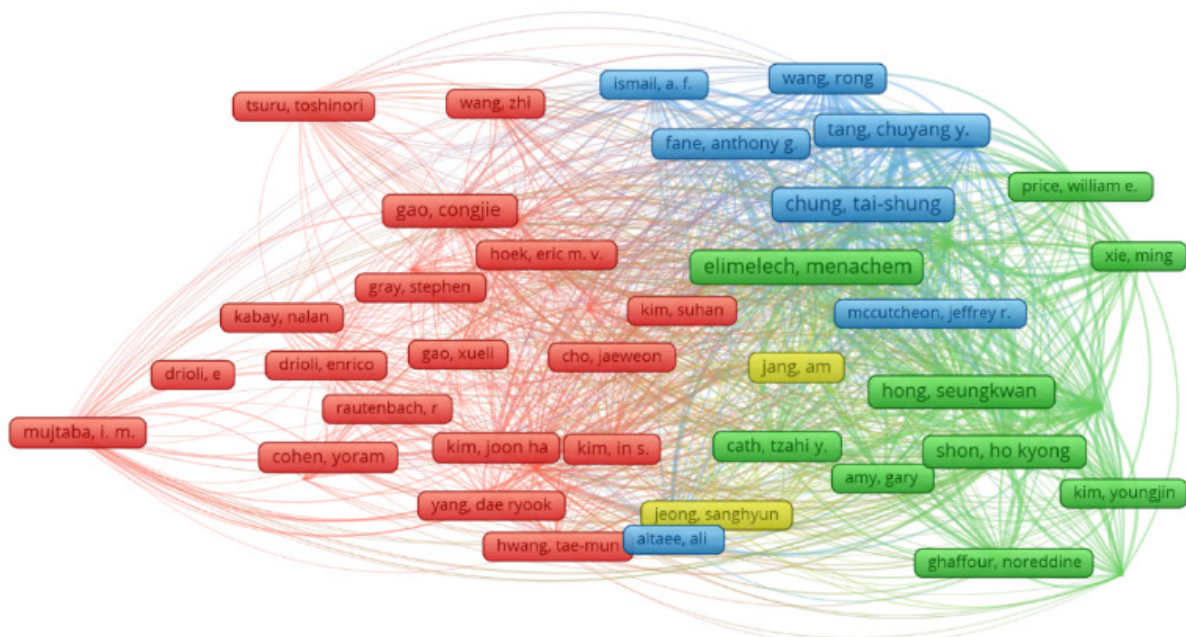 ismail, a. f.
wang, rong
tsuru, toshinori
wang, zhi
fane, anthony g.
tang, chuyang y.
price, william e.
gao, congjie
chung, tai-shung
hoek, eric m. v.
elimelech, menachem
xie, ming
gray, stephen
kabay, nalan
kim, suhan
mccutcheon, jeffrey r.
drioli, e
drioli, enrico
gao, xueli
cho, jaeweon
jang, am
hong, seungkwan
rautenbach, r
mujtaba, i. m.
cohen, yoram
kim, joon ha
kim, in s.
cath, tzahi y.
shon, ho kyong
amy, gary
kim, youngjin
yang, dae ryook
jeong, sanghyun
hwang, tae-mun
altaee, ali
ghaffour, noreddine